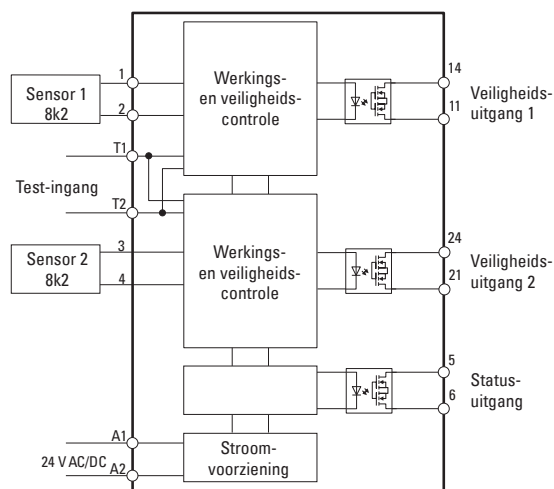 1
Sensor 1
8k2
2
T1
Test-ingang
T2
3
Sensor 2
8k2
4
A1
24 V AC/DC
A2
Werkings-
en veiligheids-
controle
Werkings-
en veiligheids-
controle
Stroom-
voorziening
14
Veiligheids-
11
uitgang 1
24
Veiligheids-
21
uitgang 2
5
Status-
6
uitgang